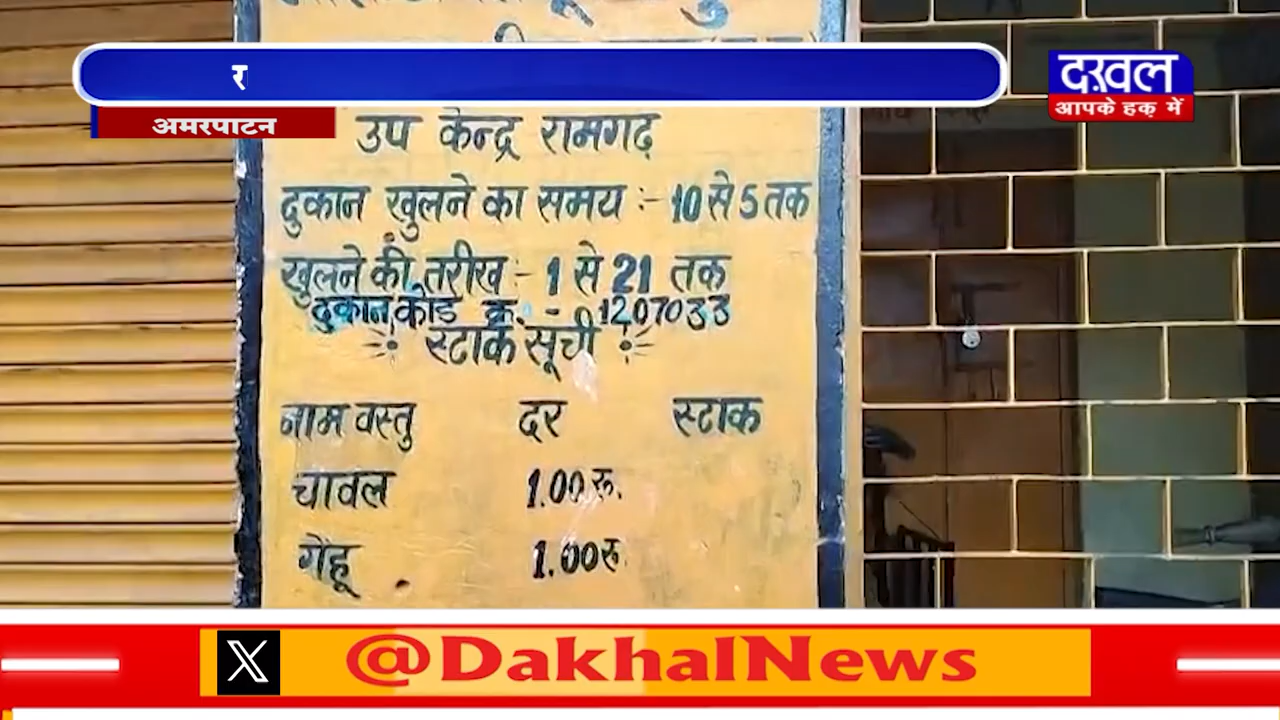 र
दख़ल
आपके हक़ में
अमरपाटन
उप केन्द्र रामगढ़
दुकान खुलने का समय :- 10 से 5 तक
खुलने की तरीख :- 1 से 21 तक
दुकान कोड क्र. - 1207033
स्टाक सूची
नाम वस्तु दर स्टाक
चावल 1.00 रू.
गेंहू 1.00 रू
@DakhalNews